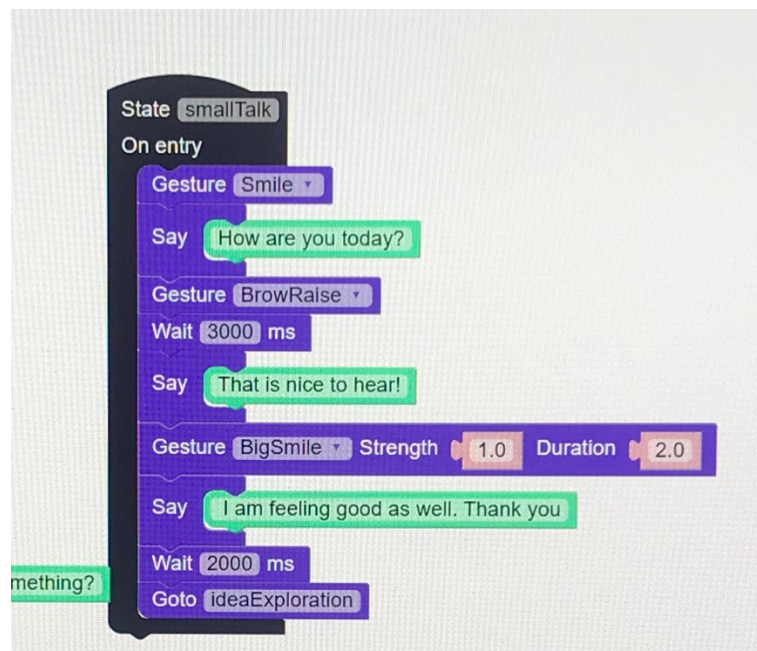 State smallTalk
On entry
Gesture Smile
Say How are you today?
Gesture BrowRaise
Wait 3000 ms
Say That is nice to hear!
Gesture BigSmile Strength 1.0 Duration 2.0
Say I am feeling good as well. Thank you
Wait 2000 ms
mething?
Goto ideaExploration